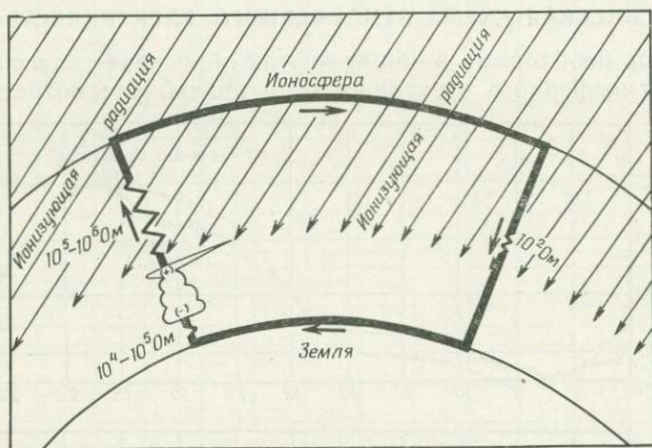 радиация
Ионосфера
радиация
Ионизующая
Ионизующая
10⁵–10⁶ Ом
10² Ом
(+)
(-)
10⁴–10⁵ Ом
Земля